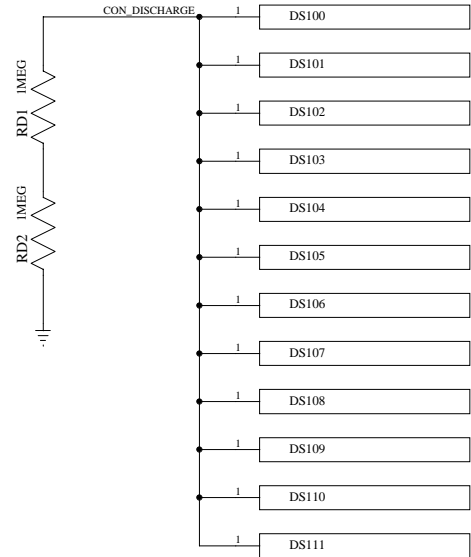 CON_DISCHARGE
1 DS100
1 DS101
1MEG
RD1
1 DS102
1 DS103
1MEG
RD2
1 DS104
1 DS105
1 DS106
1 DS107
1 DS108
1 DS109
1 DS110
1 DS111